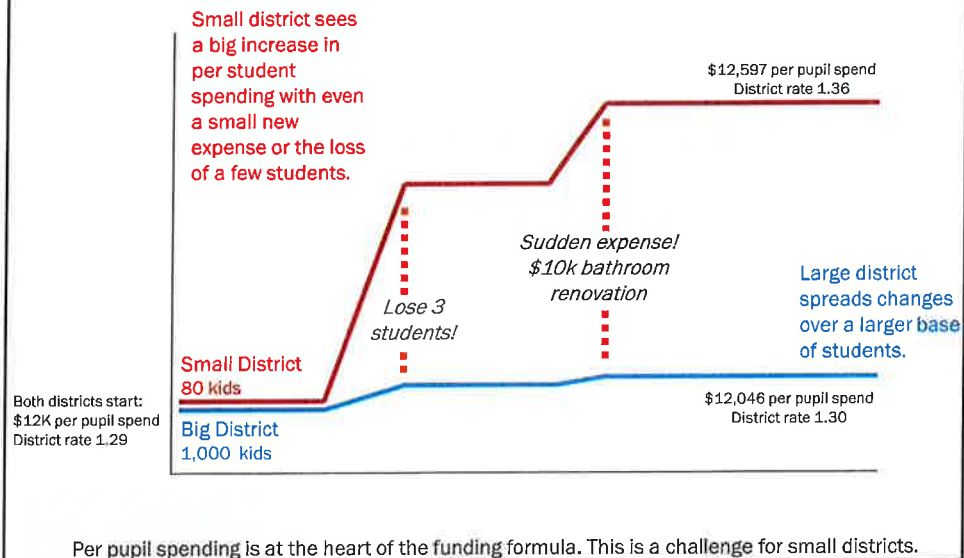 Small district sees
a big increase in
per student
spending with even
a small new
expense or the loss
of a few students.
$12,597 per pupil spend
District rate 1.36
Sudden expense!
$10k bathroom
renovation
Lose 3
students!
Large district
spreads changes
over a larger base
of students.
Small District
80 kids
Both districts start:
$12K per pupil spend
District rate 1.29
Big District
1,000 kids
$12,046 per pupil spend
District rate 1.30
Per pupil spending is at the heart of the funding formula. This is a challenge for small districts.